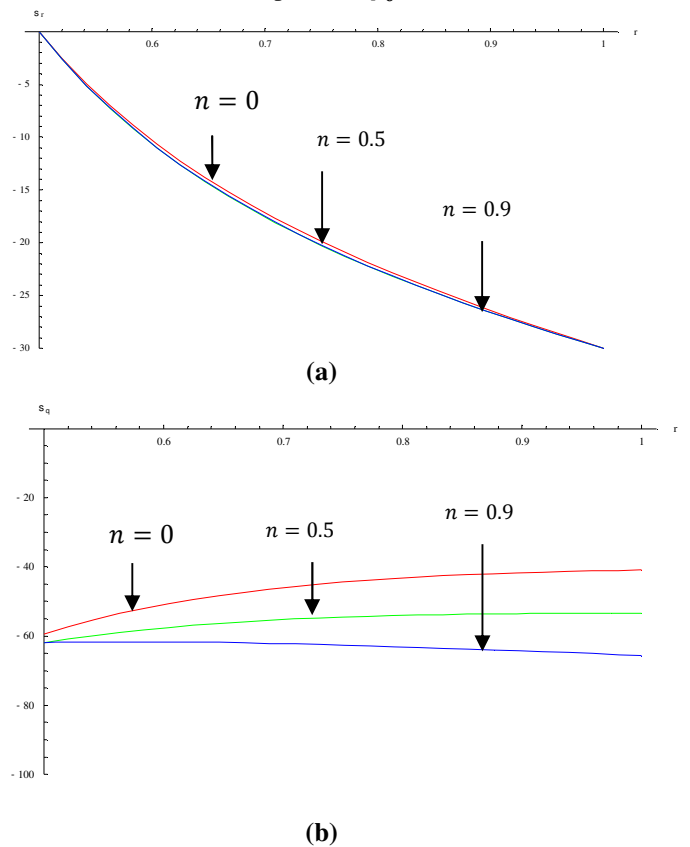 s r
0.6 0.7 0.8 0.9 1 r
- 5
n = 0
- 10
n = 0.5
- 15
n = 0.9
- 20
- 25
- 30
(a)
s q
0.6 0.7 0.8 0.9 1 r
- 20
n = 0.9
n = 0 n = 0.5
- 40
- 60
- 80
- 100
(b)